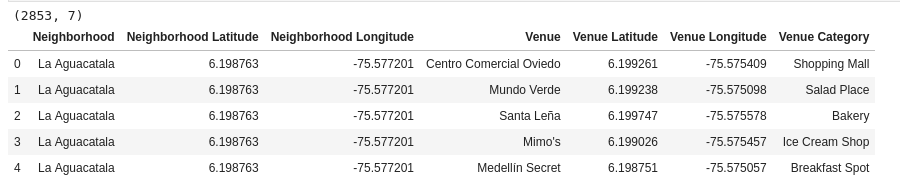 (2853, 7)
Neighborhood Neighborhood Latitude Neighborhood Longitude Venue Venue Latitude Venue Longitude Venue Category
0 La Aguacatala 6.198763 -75.577201 Centro Comercial Oviedo 6.199261 -75.575409 Shopping Mall
1 La Aguacatala 6.198763 -75.577201 Mundo Verde 6.199238 -75.575098 Salad Place
2 La Aguacatala 6.198763 -75.577201 Santa Leña 6.199747 -75.575578 Bakery
3 La Aguacatala 6.198763 -75.577201 Mimo's 6.199026 -75.575457 Ice Cream Shop
4 La Aguacatala 6.198763 -75.577201 Medellín Secret 6.198751 -75.575057 Breakfast Spot